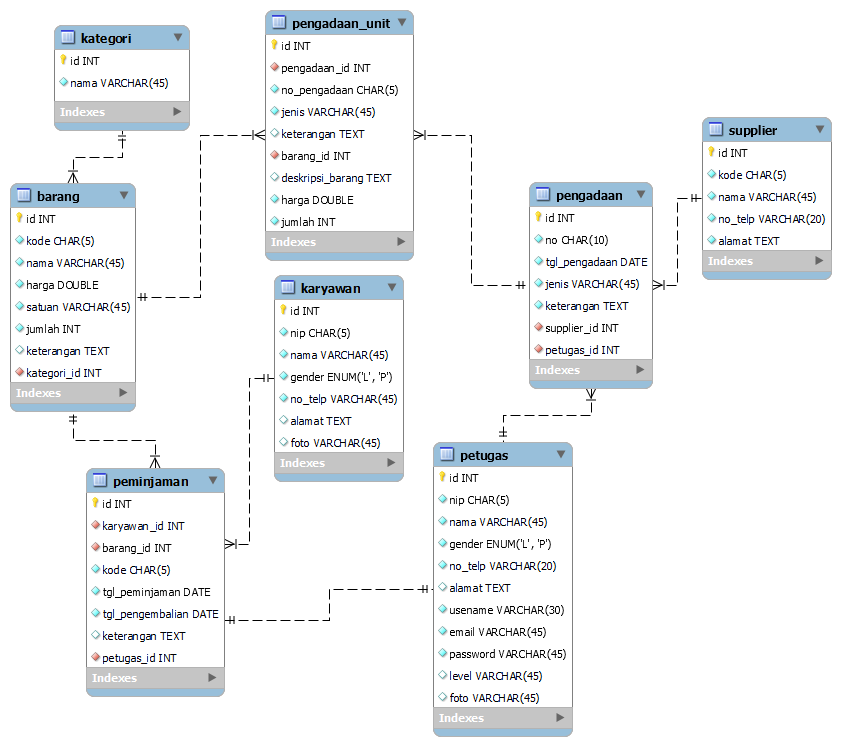 kategori
id INT
nama VARCHAR(45)
Indexes
pengadaan_unit
id INT
pengadaan_id INT
no_pengadaan CHAR(5)
jenis VARCHAR(45)
keterangan TEXT
barang_id INT
deskripsi_barang TEXT
harga DOUBLE
jumlah INT
Indexes
supplier
id INT
kode CHAR(5)
nama VARCHAR(45)
no_telp VARCHAR(20)
alamat TEXT
Indexes
barang
id INT
kode CHAR(5)
nama VARCHAR(45)
harga DOUBLE
satuan VARCHAR(45)
jumlah INT
keterangan TEXT
kategori_id INT
Indexes
pengadaan
id INT
no CHAR(10)
tgl_pengadaan DATE
jenis VARCHAR(45)
keterangan TEXT
supplier_id INT
petugas_id INT
Indexes
karyawan
id INT
nip CHAR(5)
nama VARCHAR(45)
gender ENUM('L', 'P')
no_telp VARCHAR(45)
alamat TEXT
foto VARCHAR(45)
Indexes
peminjaman
id INT
karyawan_id INT
barang_id INT
kode CHAR(5)
tgl_peminjaman DATE
tgl_pengembalian DATE
keterangan TEXT
petugas_id INT
Indexes
petugas
id INT
nip CHAR(5)
nama VARCHAR(45)
gender ENUM('L', 'P')
no_telp VARCHAR(20)
alamat TEXT
usename VARCHAR(30)
email VARCHAR(45)
password VARCHAR(45)
level VARCHAR(45)
foto VARCHAR(45)
Indexes